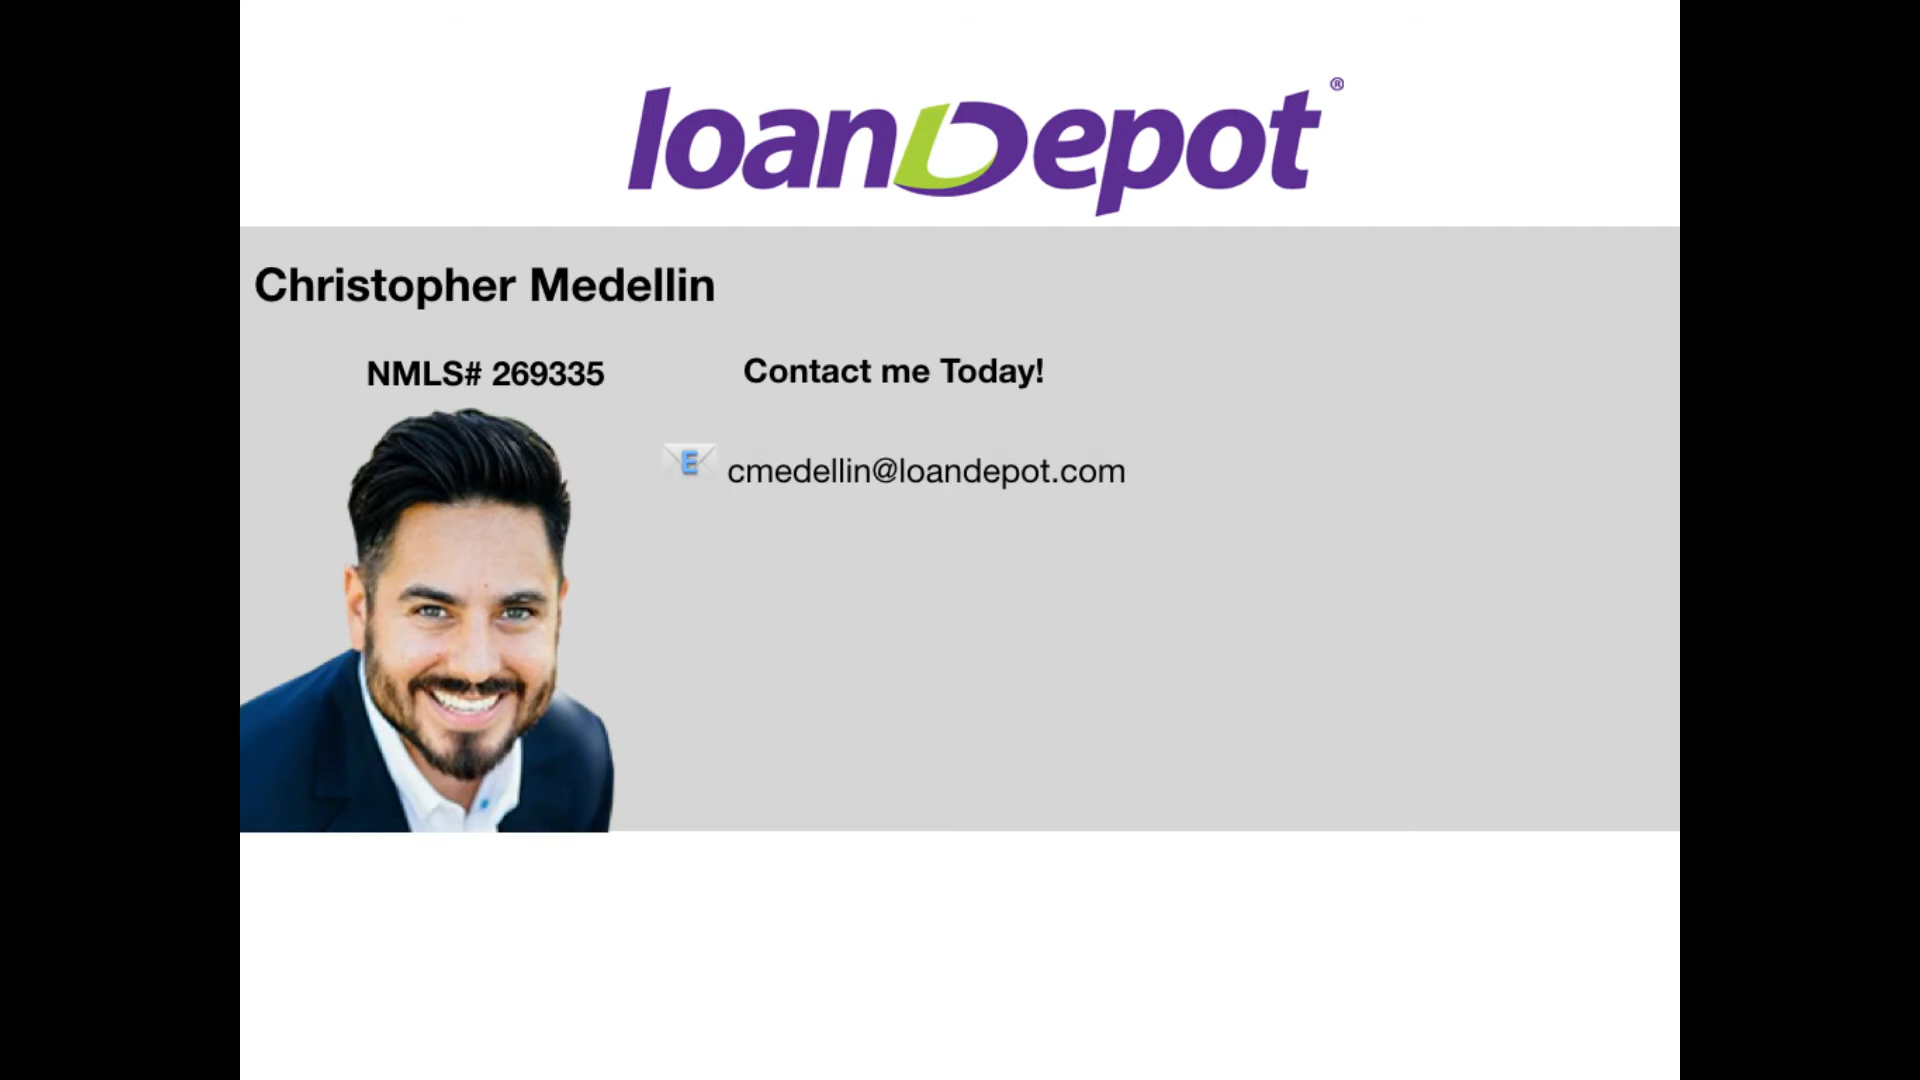 loanDepot®
Christopher Medellin
NMLS# 269335
Contact me Today!
E cmedellin@loandepot.com